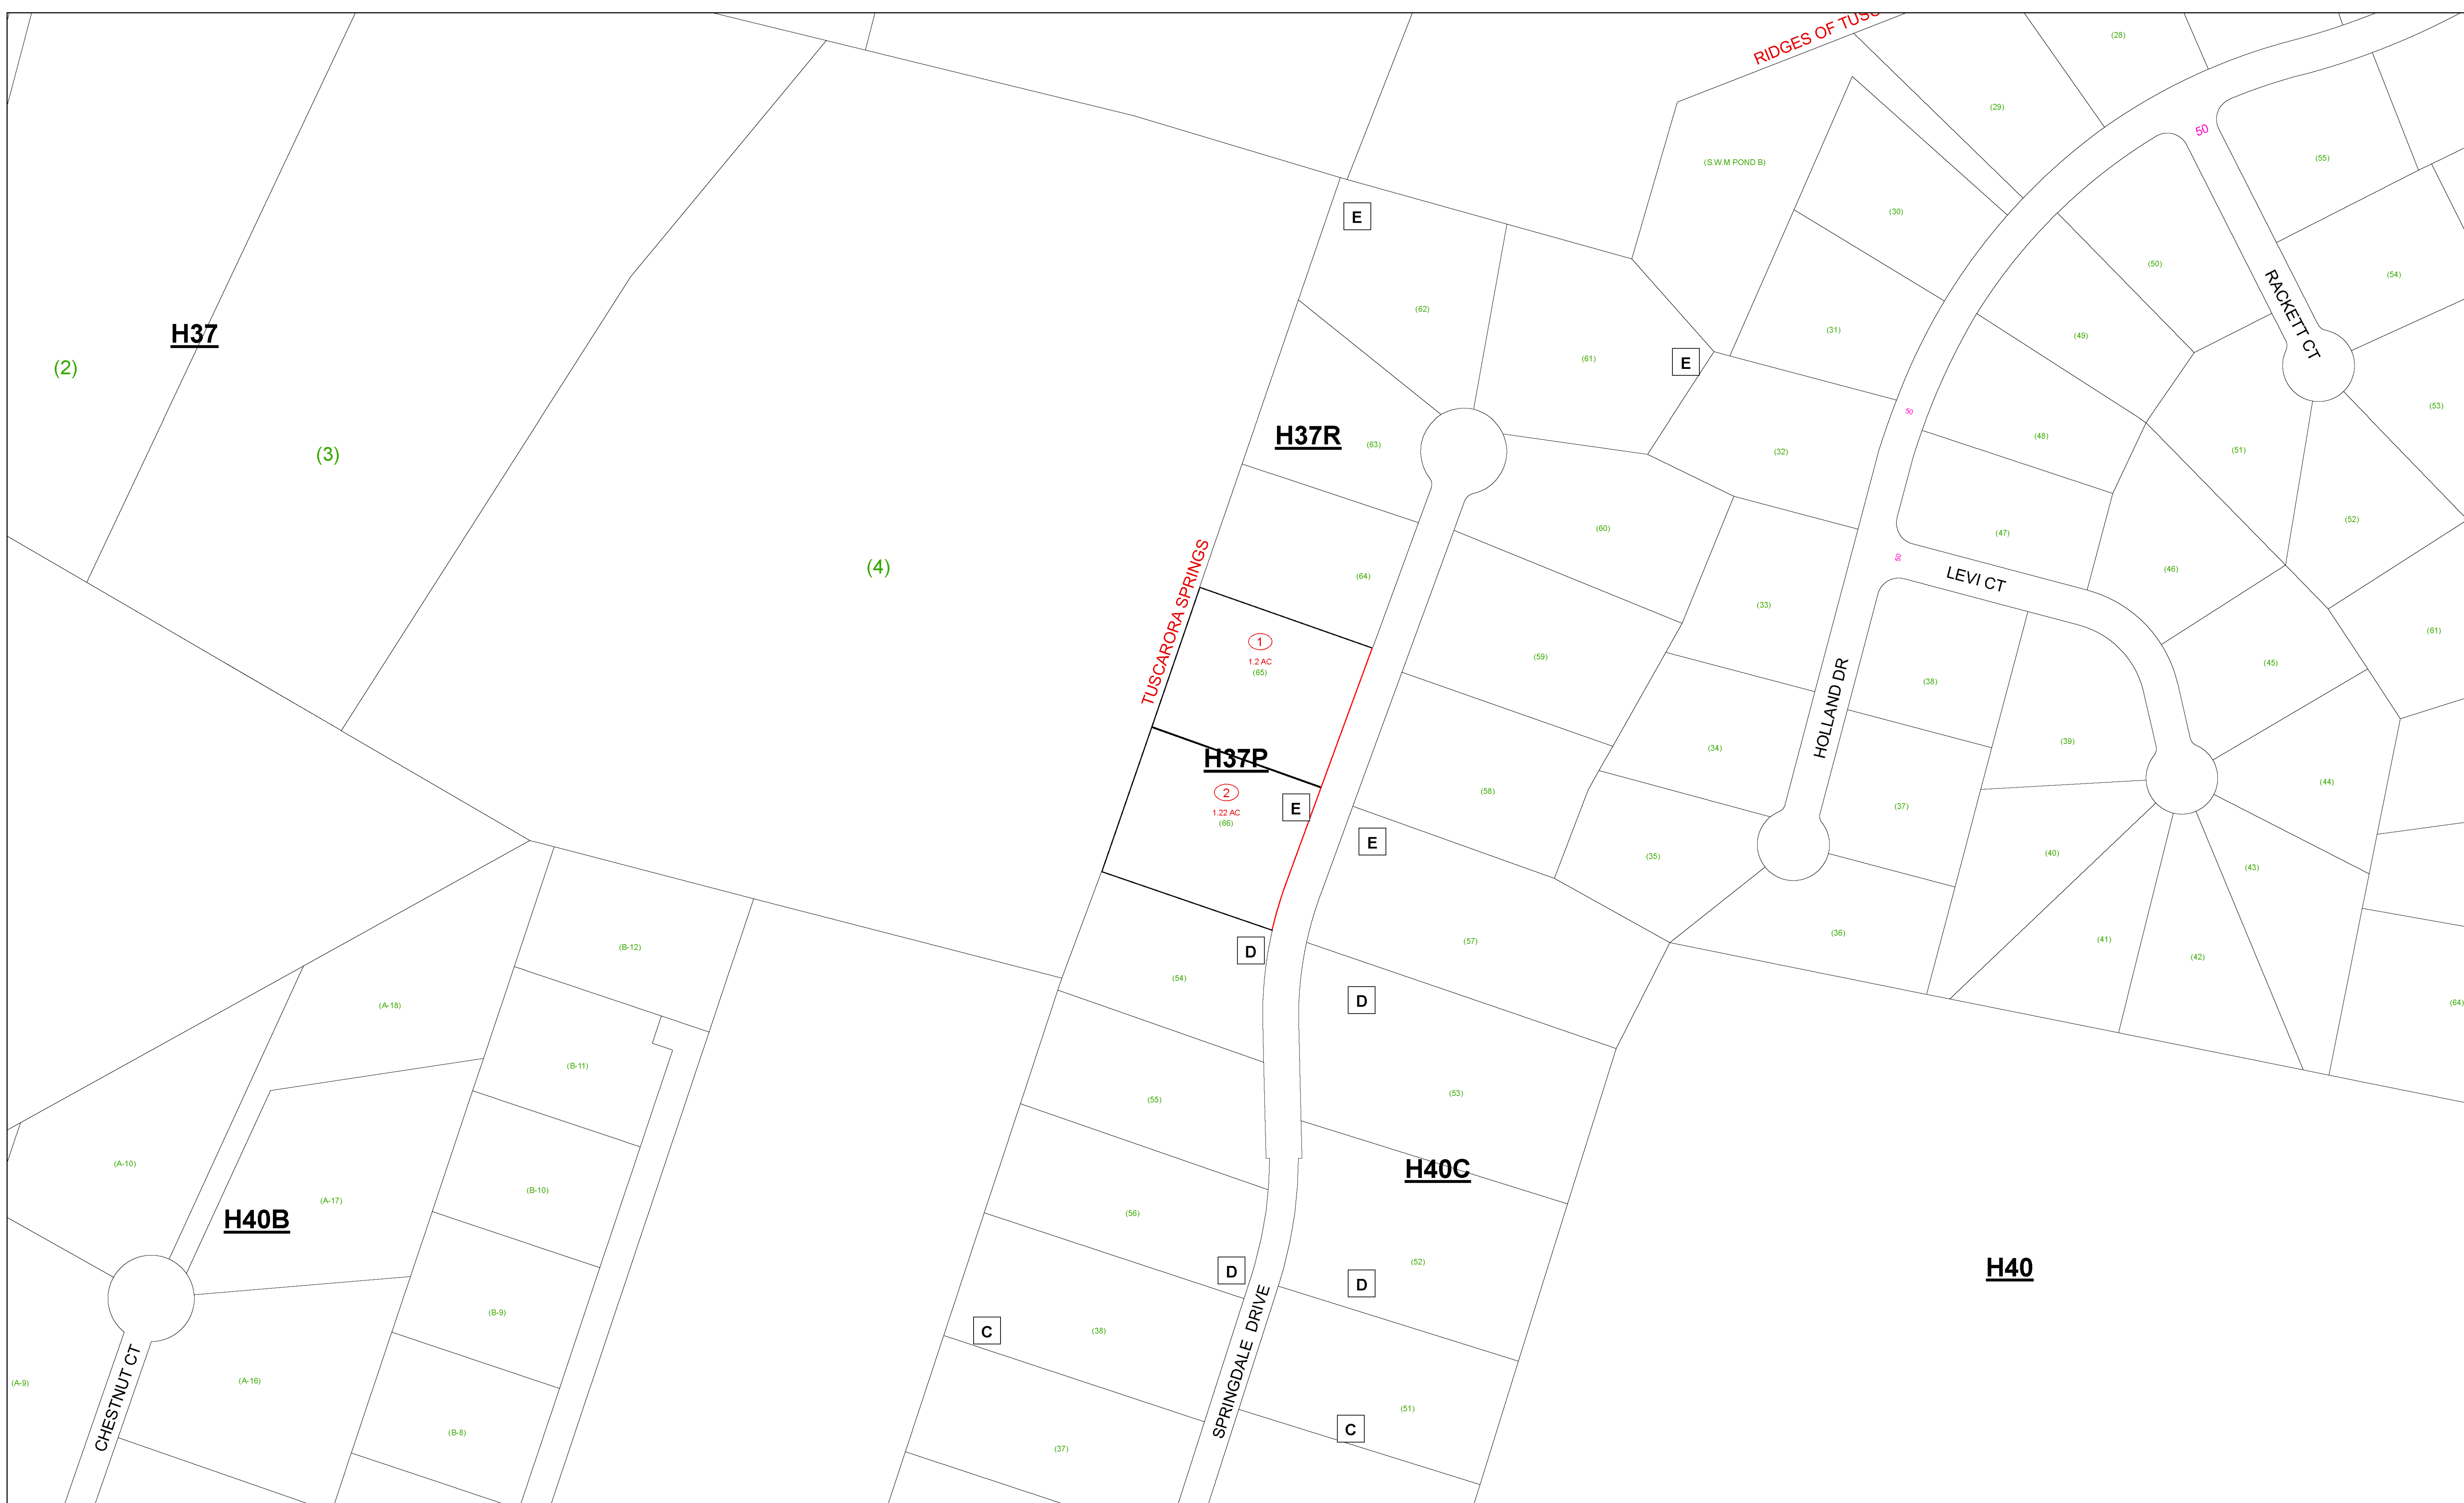 RIDGES OF TUSC
(28)
(29)
50
(55)
(S.W.M POND B)
(30)
E
(50)
(54)
RACKETT CT
(62)
H37
(31)
(49)
(61)
E
(2)
(53)
50
H37R
(63)
(48)
(51)
(32)
(3)
(52)
(60)
(47)
50
(4)
(46)
(64)
LEVI CT
TUSCARORA SPRINGS
(33)
(61)
1
1.2 AC
(65)
(59)
(45)
(38)
HOLLAND DR
(39)
(34)
H37P
(44)
2
1.22 AC
(66)
(58)
E
(37)
E
(40)
(35)
(43)
(36)
(41)
(57)
(B-12)
D
(42)
(54)
D
(A-18)
(64)
(B-11)
(53)
(55)
(A-10)
H40C
(B-10)
(A-17)
(56)
H40B
(52)
H40
D
D
(B-9)
C
(38)
SPRINGDALE DRIVE
(A-9)
(A-16)
CHESTNUT CT
(51)
C
(B-8)
(37)